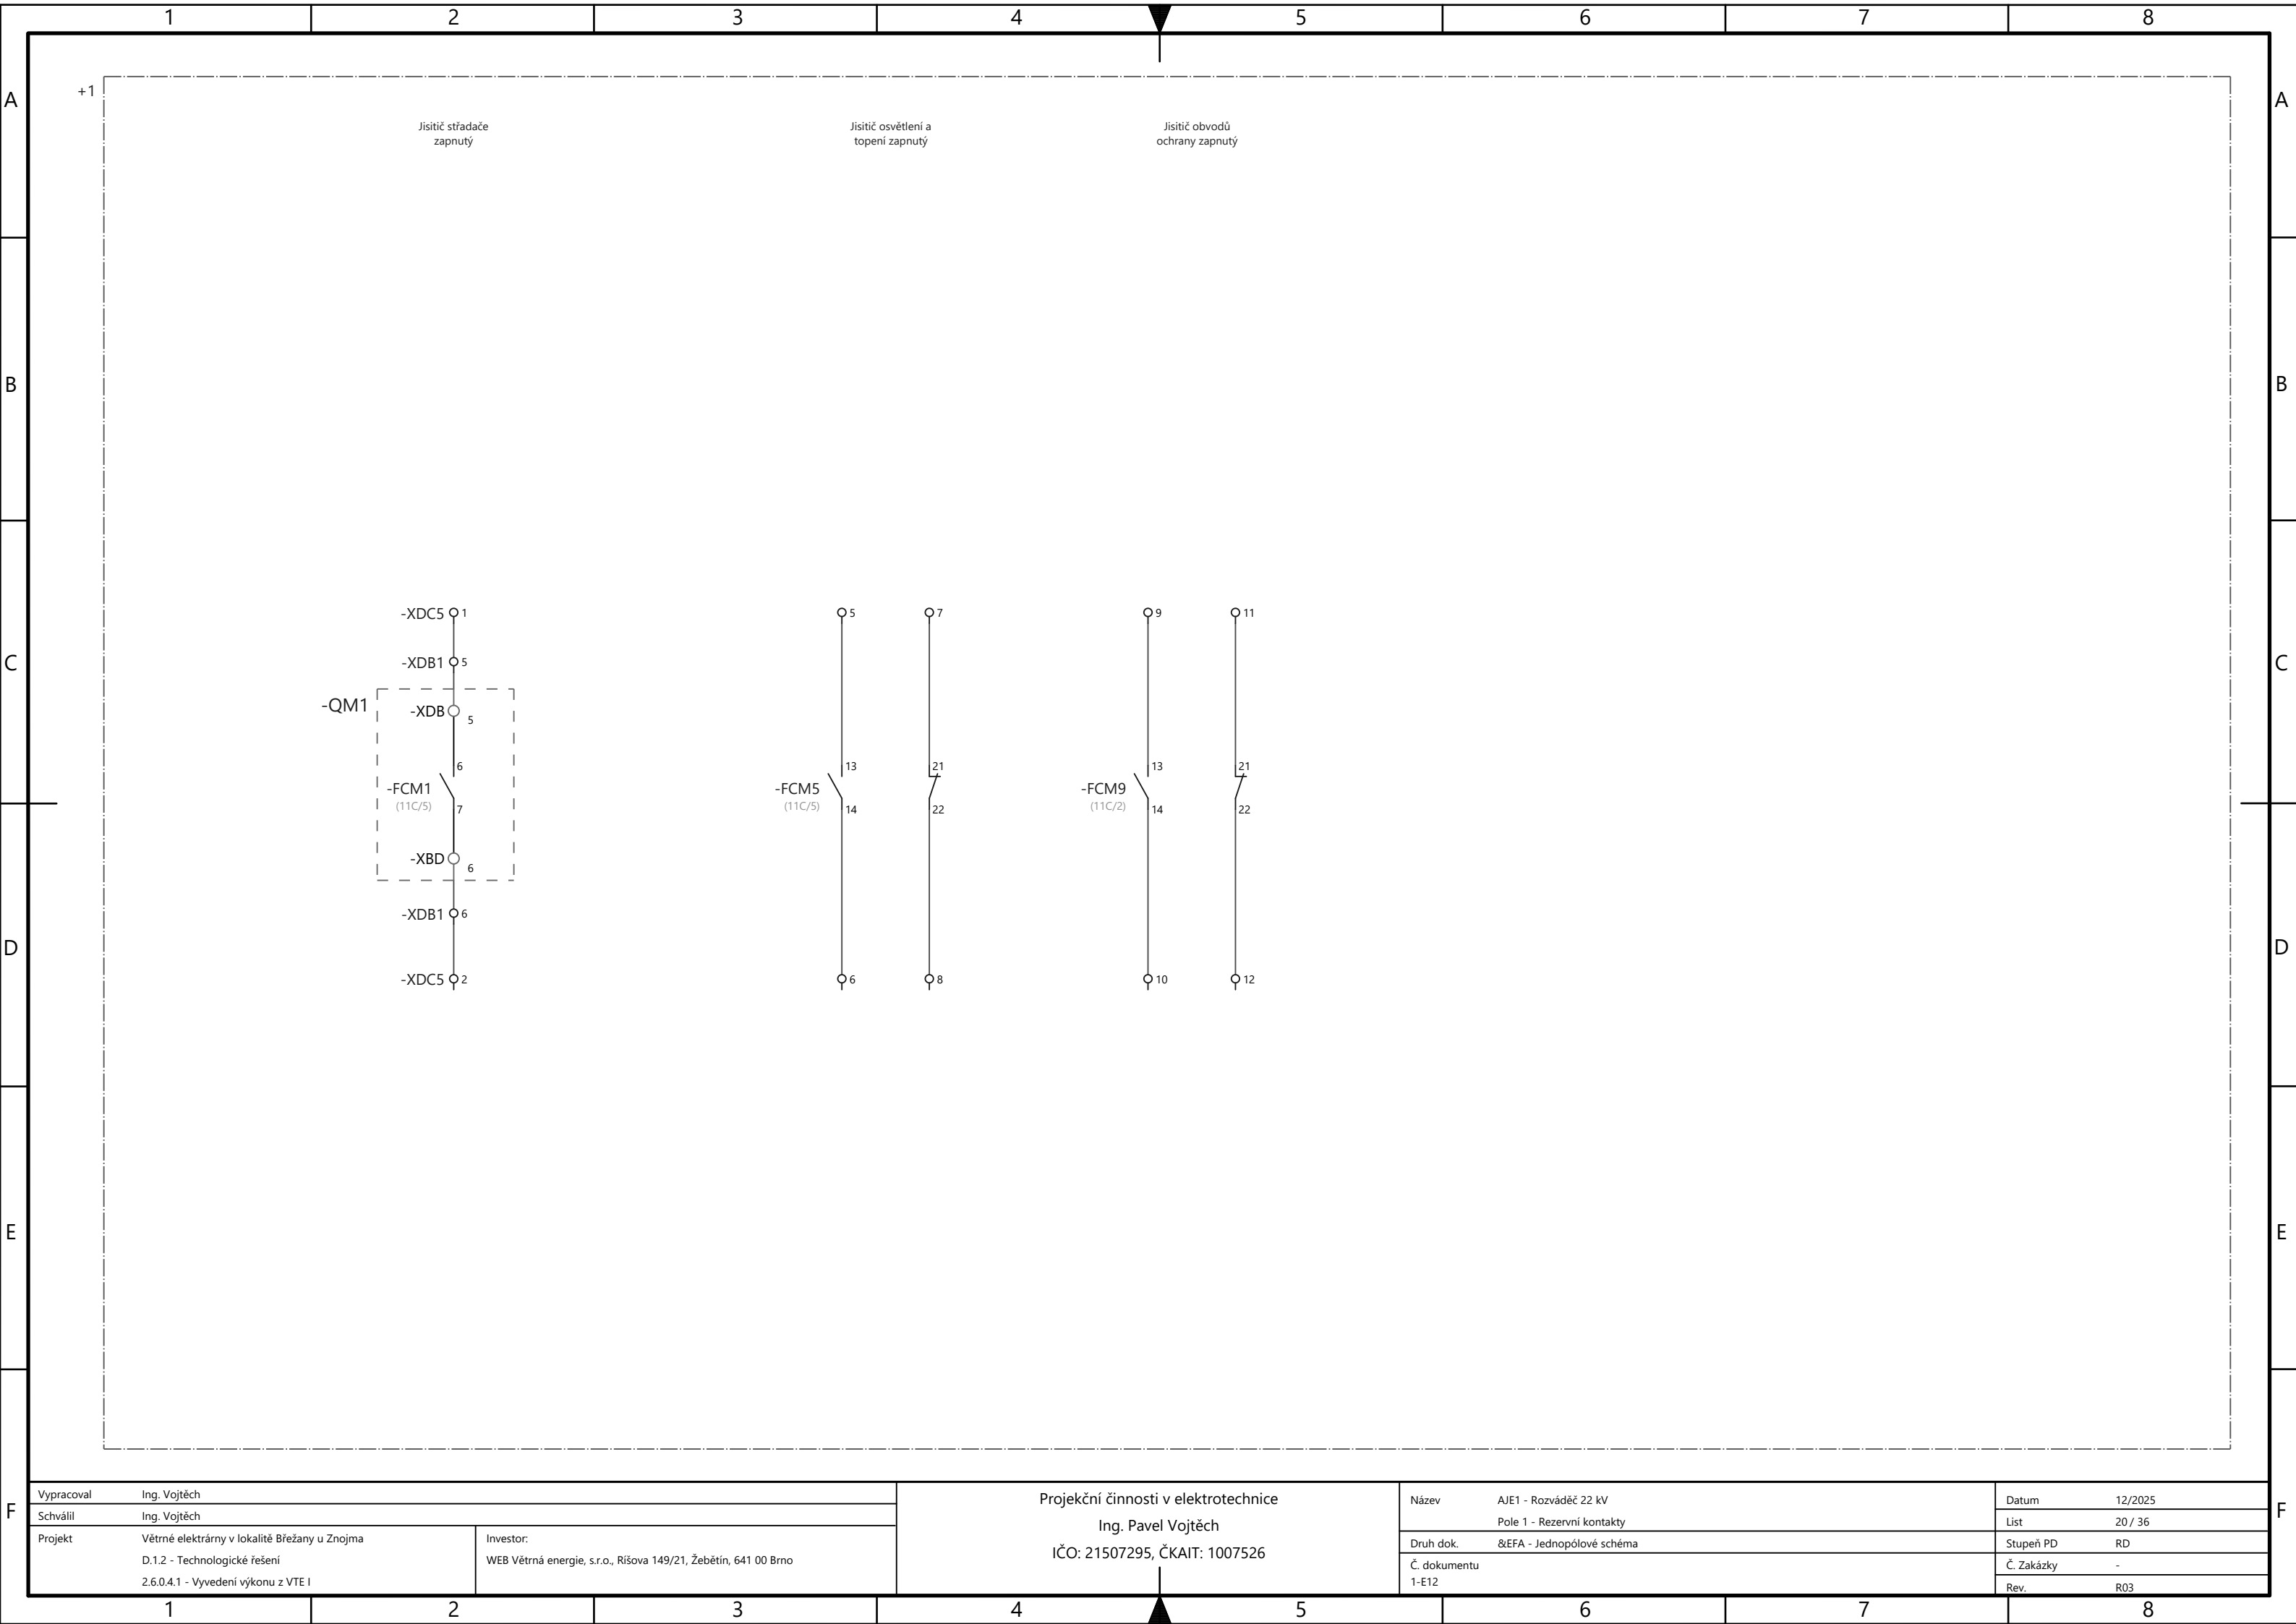 1 2 3 4 5 6 7 8
A A
+1
Jisitič střadače
zapnutý
Jisitič osvětlení a
topení zapnutý
Jisitič obvodů
ochrany zapnutý
B B
C C
-XDC5 1 5 7 9 11
-XDB1 5
-QM1
-XDB 5
6 13 21 13 21
-FCM1 -FCM5 -FCM9
(11C/5) (11C/5) (11C/2)
7 14 22 14 22
-XBD 6
-XDB1 6
D D
-XDC5 2 6 8 10 12
E E
F F
Vypracoval Ing. Vojtěch
Schválil Ing. Vojtěch
Projekt Větrné elektrárny v lokalitě Břežany u Znojma
D.1.2 - Technologické řešení
2.6.0.4.1 - Vyvedení výkonu z VTE I
Investor:
WEB Větrná energie, s.r.o., Ríšova 149/21, Žebětín, 641 00 Brno
Projekční činnosti v elektrotechnice
Ing. Pavel Vojtěch
IČO: 21507295, ČKAIT: 1007526
Název AJE1 - Rozváděč 22 kV
Pole 1 - Rezervní kontakty
Druh dok. &EFA - Jednopólové schéma
Č. dokumentu
1-E12
Datum 12/2025
List 20 / 36
Stupeň PD RD
Č. Zakázky -
Rev. R03
1 2 3 4 5 6 7 8